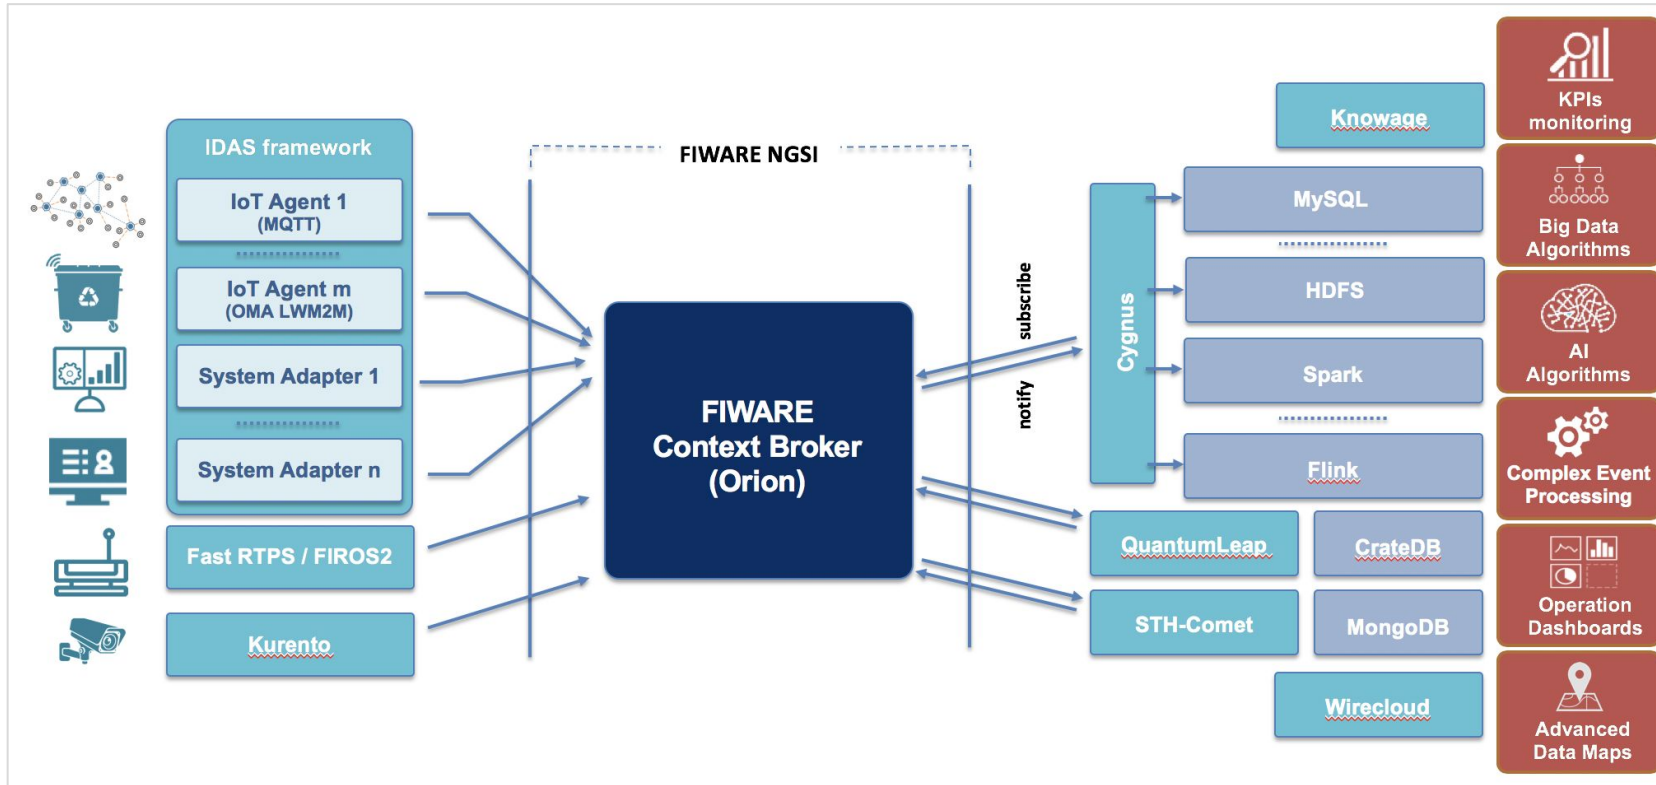 IDAS framework
IoT Agent 1
(MQTT)
IoT Agent m
(OMA LWM2M)
System Adapter 1
System Adapter n
Fast RTPS / FIROS2
Kurento
FIWARE NGSI
FIWARE
Context Broker
(Orion)
subscribe
notify
Cygnus
Knowage
MySQL
HDFS
Spark
Flink
QuantumLeap
CrateDB
STH-Comet
MongoDB
Wirecloud
KPIs
monitoring
Big Data
Algorithms
AI
Algorithms
Complex Event
Processing
Operation
Dashboards
Advanced
Data Maps